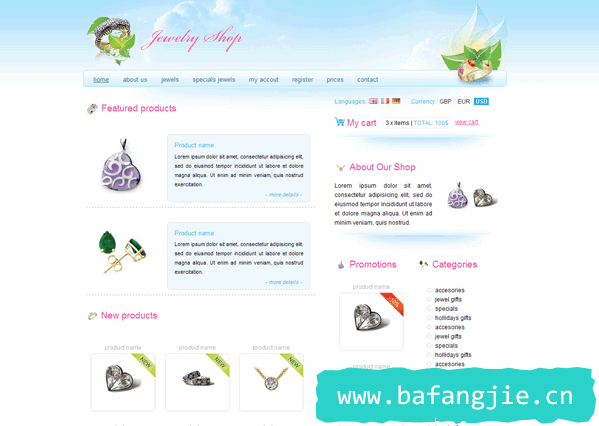 Jewelry Shop
home about us jewels specials jewels my accout register prices contact
Featured products
Product name
Lorem ipsum dolor sit amet, consectetur adipisicing elit, sed do eiusmod tempor incididunt ut labore et dolore magna aliqua. Ut enim ad minim veniam, quis nostrud exercitation.
- more details -
Product name
Lorem ipsum dolor sit amet, consectetur adipisicing elit, sed do eiusmod tempor incididunt ut labore et dolore magna aliqua. Ut enim ad minim veniam, quis nostrud exercitation.
- more details -
New products
product name product name product name
NEW NEW NEW
Languages: Currency: GBP EUR USD
My cart 3 x items | TOTAL: 100$ view cart
About Our Shop
Lorem ipsum dolor sit amet, consectetur adipisicing elit, sed do eiusmod tempor incididunt ut labore et dolore magna aliqua. Ut enim ad minim veniam, quis nostrud.
Promotions
product name
-10%
product name
Categories
accesories
jewel gifts
specials
hollidays gifts
accesories
jewel gifts
specials
hollidays gifts
accesories
www.bafangjie.cn